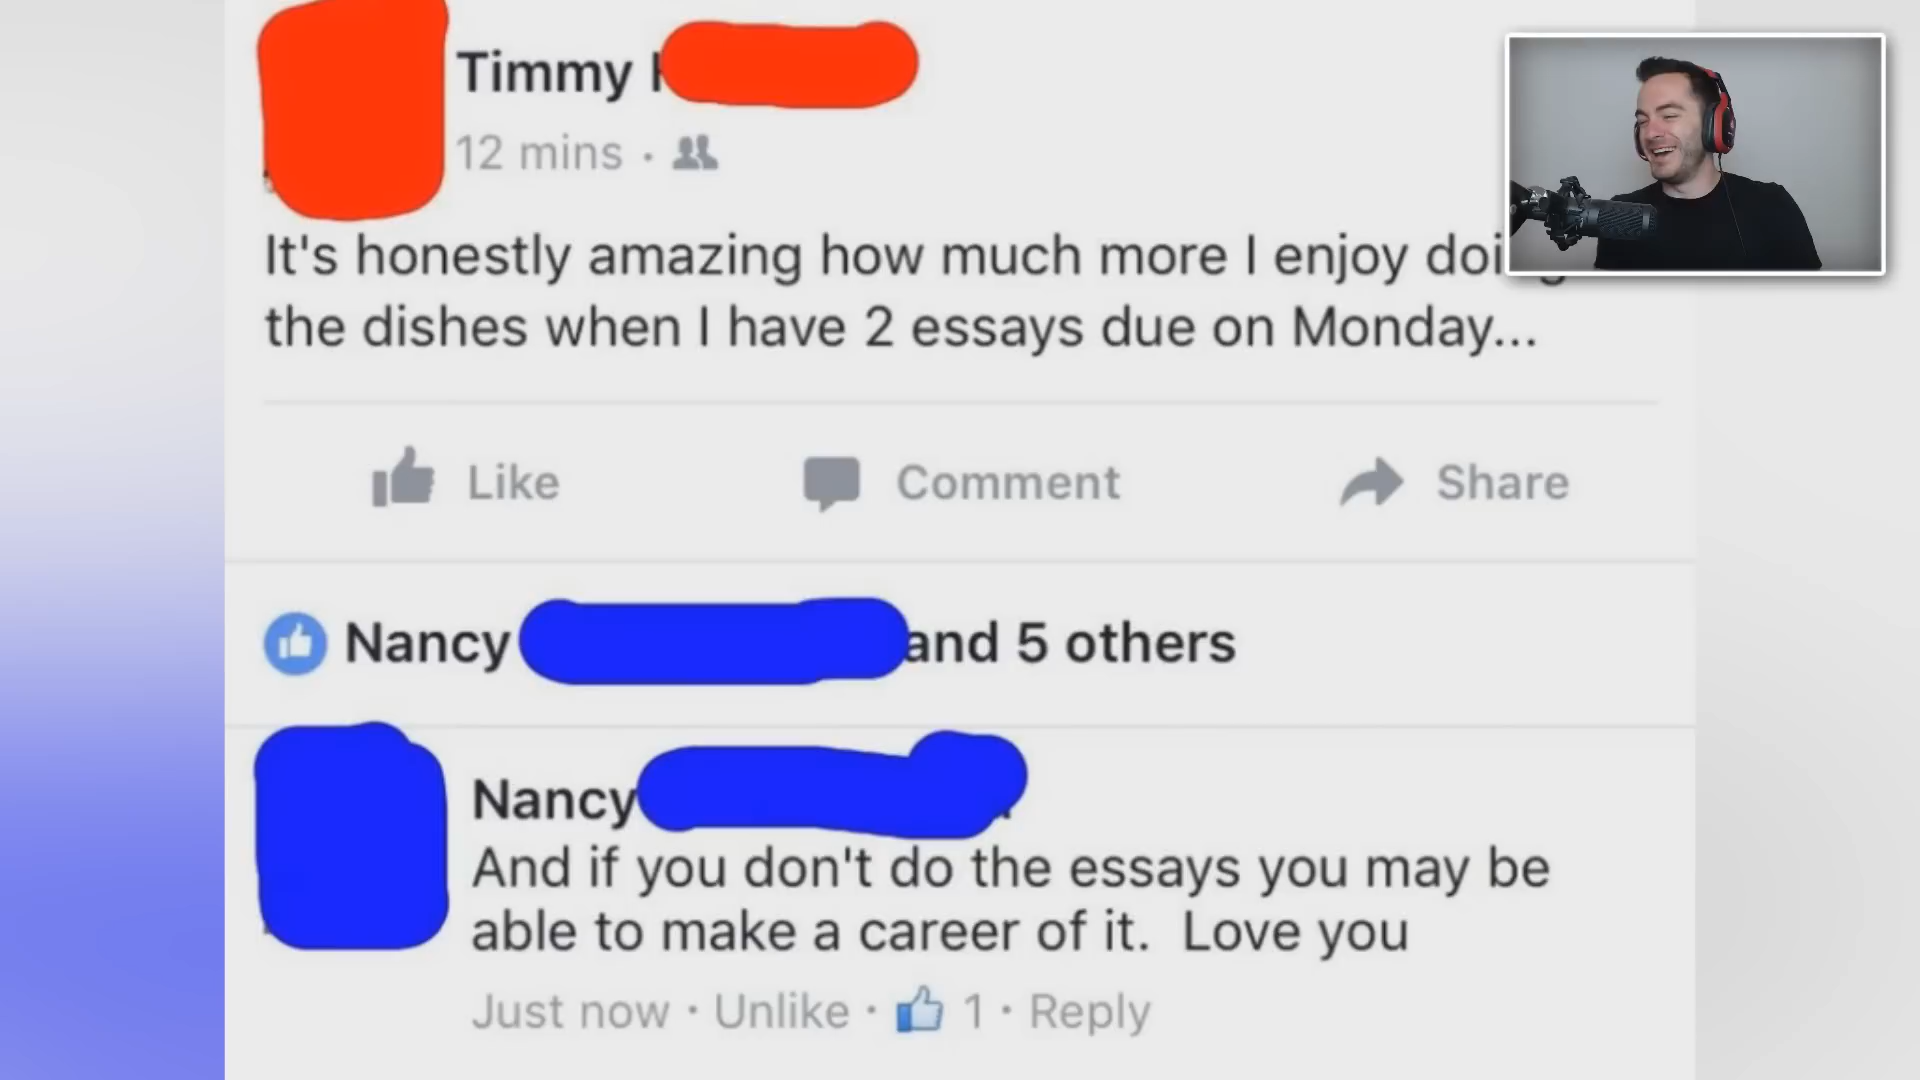 Timmy
12 mins ·
It's honestly amazing how much more I enjoy doing
the dishes when I have 2 essays due on Monday...
Like Comment Share
Nancy and 5 others
Nancy
And if you don't do the essays you may be
able to make a career of it. Love you
Just now · Unlike · 1 · Reply